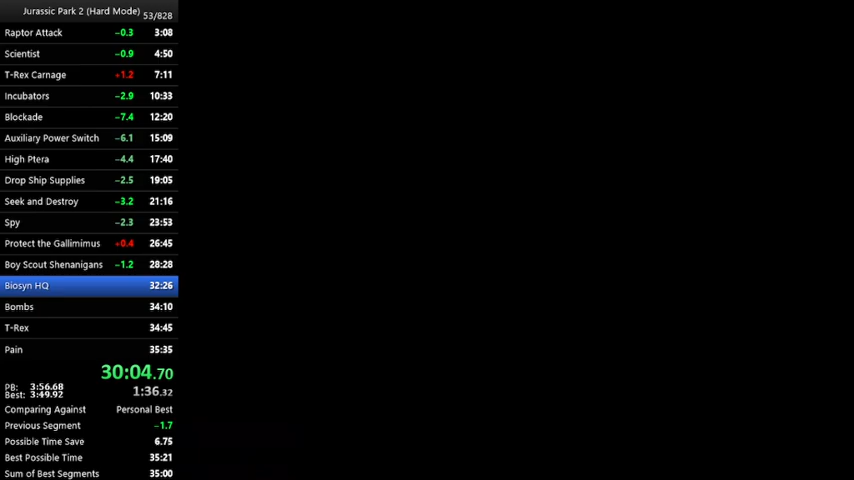 Jurassic Park 2 (Hard Mode) 53/828
Raptor Attack -0.3 3:08
Scientist -0.9 4:50
T-Rex Carnage +1.2 7:11
Incubators -2.9 10:33
Blockade -7.4 12:20
Auxiliary Power Switch -6.1 15:09
High Ptera -4.4 17:40
Drop Ship Supplies -2.5 19:05
Seek and Destroy -3.2 21:16
Spy -2.3 23:53
Protect the Gallimimus +0.4 26:45
Boy Scout Shenanigans -1.2 28:28
Biosyn HQ 32:26
Bombs 34:10
T-Rex 34:45
Pain 35:35
30:04.70
PB: 3:56.68 1:36.32
Best: 3:49.92
Comparing Against Personal Best
Previous Segment -1.7
Possible Time Save 6.75
Best Possible Time 35:21
Sum of Best Segments 35:00